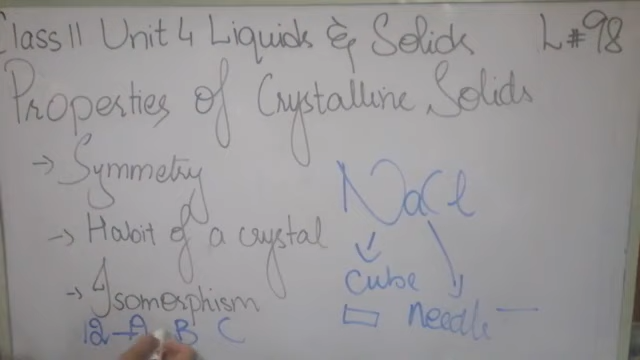 Class 11 Unit 4 Liquids & Solids L#98
Properties of Crystalline Solids
→ Symmetry
→ Habit of a crystal
→ Isomorphism
A B C
NaCl
cube
needle